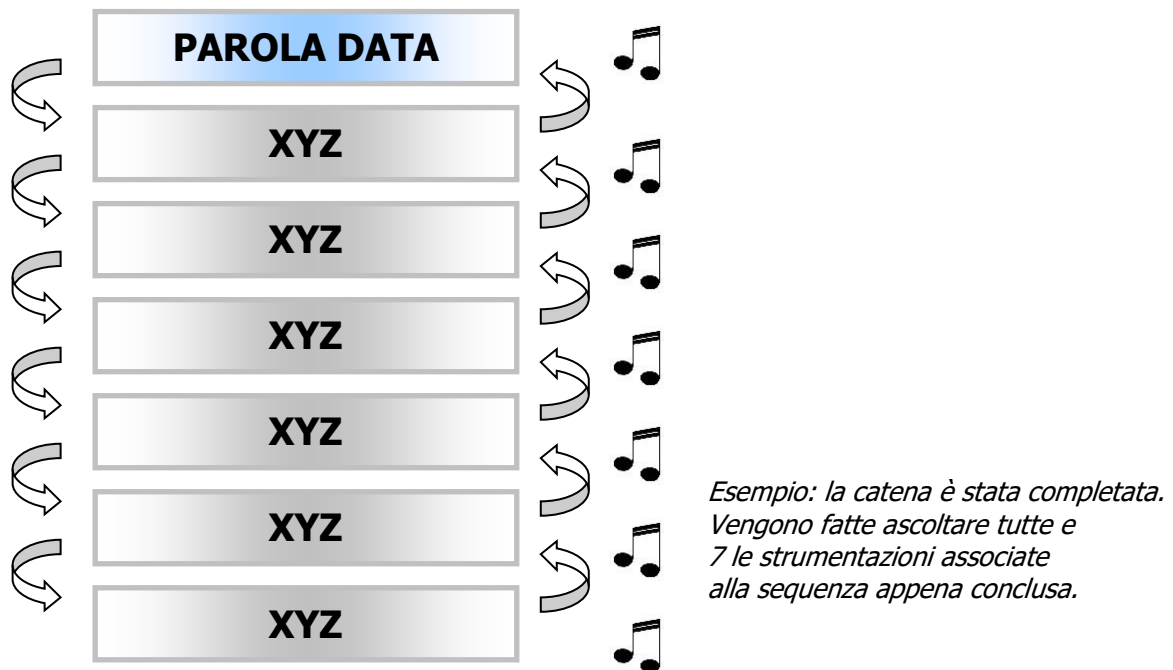 PAROLA DATA
XYZ
XYZ
XYZ
XYZ
XYZ
XYZ
Esempio: la catena è stata completata.
Vengono fatte ascoltare tutte e
7 le strumentazioni associate
alla sequenza appena conclusa.